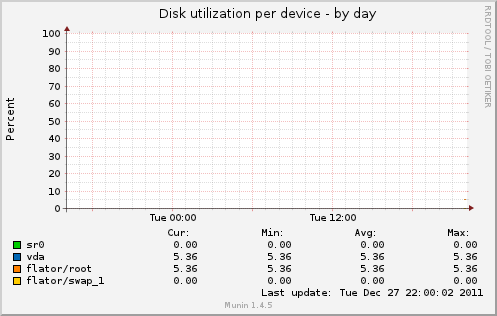 Disk utilization per device - by day
RRDTOOL / TOBI OETIKER
Percent
100
90
80
70
60
50
40
30
20
10
0
Tue 00:00 Tue 12:00
Cur: Min: Avg: Max:
sr0 0.00 0.00 0.00 0.00
vda 5.36 5.36 5.36 5.36
flator/root 5.36 5.36 5.36 5.36
flator/swap_1 0.00 0.00 0.00 0.00
Last update: Tue Dec 27 22:00:02 2011
Munin 1.4.5